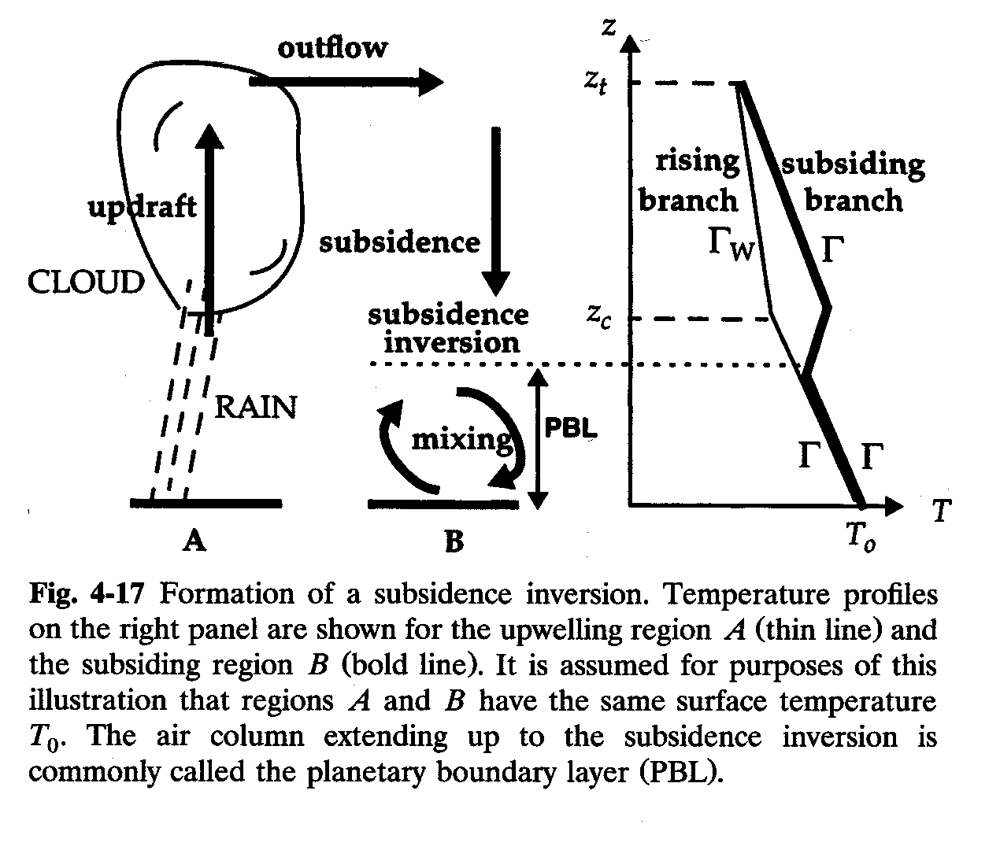 outflow
z
z_t
rising
branch
subsiding
branch
updraft
Γ_W
Γ
subsidence
CLOUD
subsidence
inversion
z_c
RAIN
mixing
PBL
Γ
Γ
A
B
T
T_o
Fig. 4-17 Formation of a subsidence inversion. Temperature profiles
on the right panel are shown for the upwelling region A (thin line) and
the subsiding region B (bold line). It is assumed for purposes of this
illustration that regions A and B have the same surface temperature
T_0. The air column extending up to the subsidence inversion is
commonly called the planetary boundary layer (PBL).